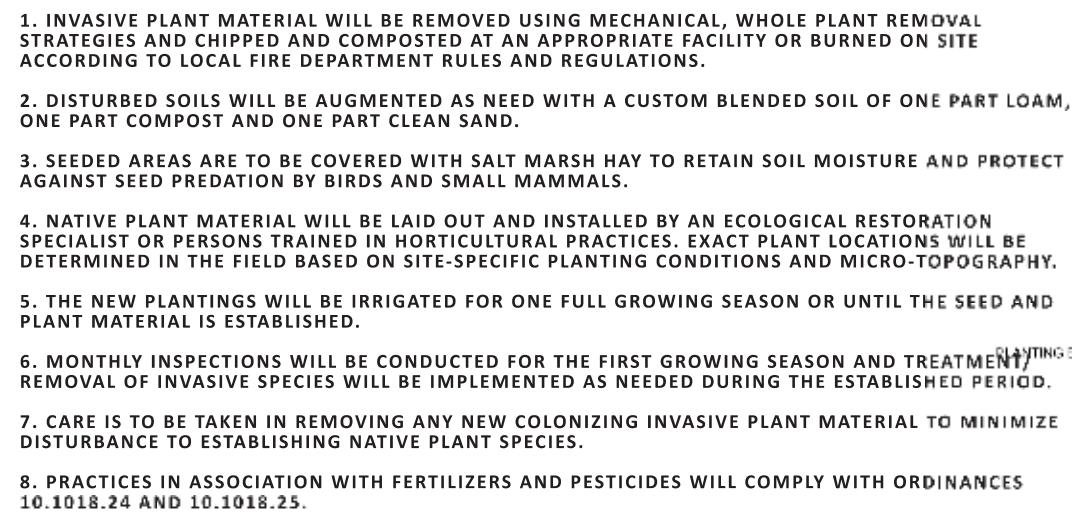 1. INVASIVE PLANT MATERIAL WILL BE REMOVED USING MECHANICAL, WHOLE PLANT REMOVAL
STRATEGIES AND CHIPPED AND COMPOSTED AT AN APPROPRIATE FACILITY OR BURNED ON SITE
ACCORDING TO LOCAL FIRE DEPARTMENT RULES AND REGULATIONS.
2. DISTURBED SOILS WILL BE AUGMENTED AS NEED WITH A CUSTOM BLENDED SOIL OF ONE PART LOAM,
ONE PART COMPOST AND ONE PART CLEAN SAND.
3. SEEDED AREAS ARE TO BE COVERED WITH SALT MARSH HAY TO RETAIN SOIL MOISTURE AND PROTECT
AGAINST SEED PREDATION BY BIRDS AND SMALL MAMMALS.
4. NATIVE PLANT MATERIAL WILL BE LAID OUT AND INSTALLED BY AN ECOLOGICAL RESTORATION
SPECIALIST OR PERSONS TRAINED IN HORTICULTURAL PRACTICES. EXACT PLANT LOCATIONS WILL BE
DETERMINED IN THE FIELD BASED ON SITE-SPECIFIC PLANTING CONDITIONS AND MICRO-TOPOGRAPHY.
5. THE NEW PLANTINGS WILL BE IRRIGATED FOR ONE FULL GROWING SEASON OR UNTIL THE SEED AND
PLANT MATERIAL IS ESTABLISHED.
PLANTING
6. MONTHLY INSPECTIONS WILL BE CONDUCTED FOR THE FIRST GROWING SEASON AND TREATMENT/
REMOVAL OF INVASIVE SPECIES WILL BE IMPLEMENTED AS NEEDED DURING THE ESTABLISHED PERIOD.
7. CARE IS TO BE TAKEN IN REMOVING ANY NEW COLONIZING INVASIVE PLANT MATERIAL TO MINIMIZE
DISTURBANCE TO ESTABLISHING NATIVE PLANT SPECIES.
8. PRACTICES IN ASSOCIATION WITH FERTILIZERS AND PESTICIDES WILL COMPLY WITH ORDINANCES
10.1018.24 AND 10.1018.25.